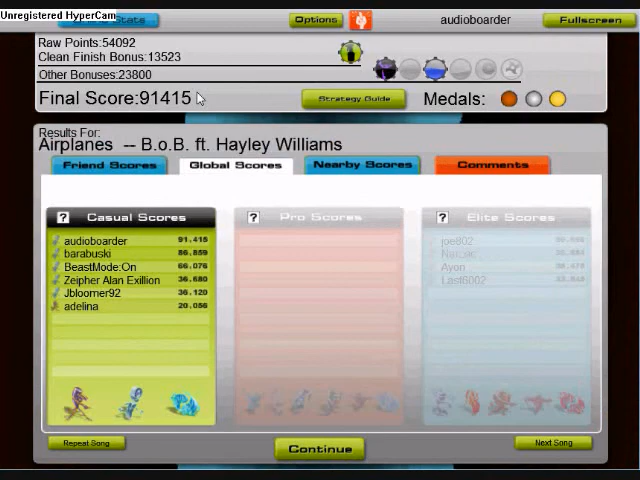 Unregistered HyperCam
Stats
Options
audioboarder
Fullscreen
Raw Points:54092
Clean Finish Bonus:13523
Other Bonuses:23800
Final Score:91415
Strategy Guide
Medals:
Results For:
Airplanes -- B.o.B. ft. Hayley Williams
Friend Scores
Global Scores
Nearby Scores
Comments
? Casual Scores
audioboarder 91,415
barabuski 86,859
BeastMode:On 66,076
Zeipher Alan Exillion 36,680
Jbloomer92 36,120
adelina 20,056
? Pro Scores
? Elite Scores
joe802
Ayon
Last6002
Repeat Song
Continue
Next Song